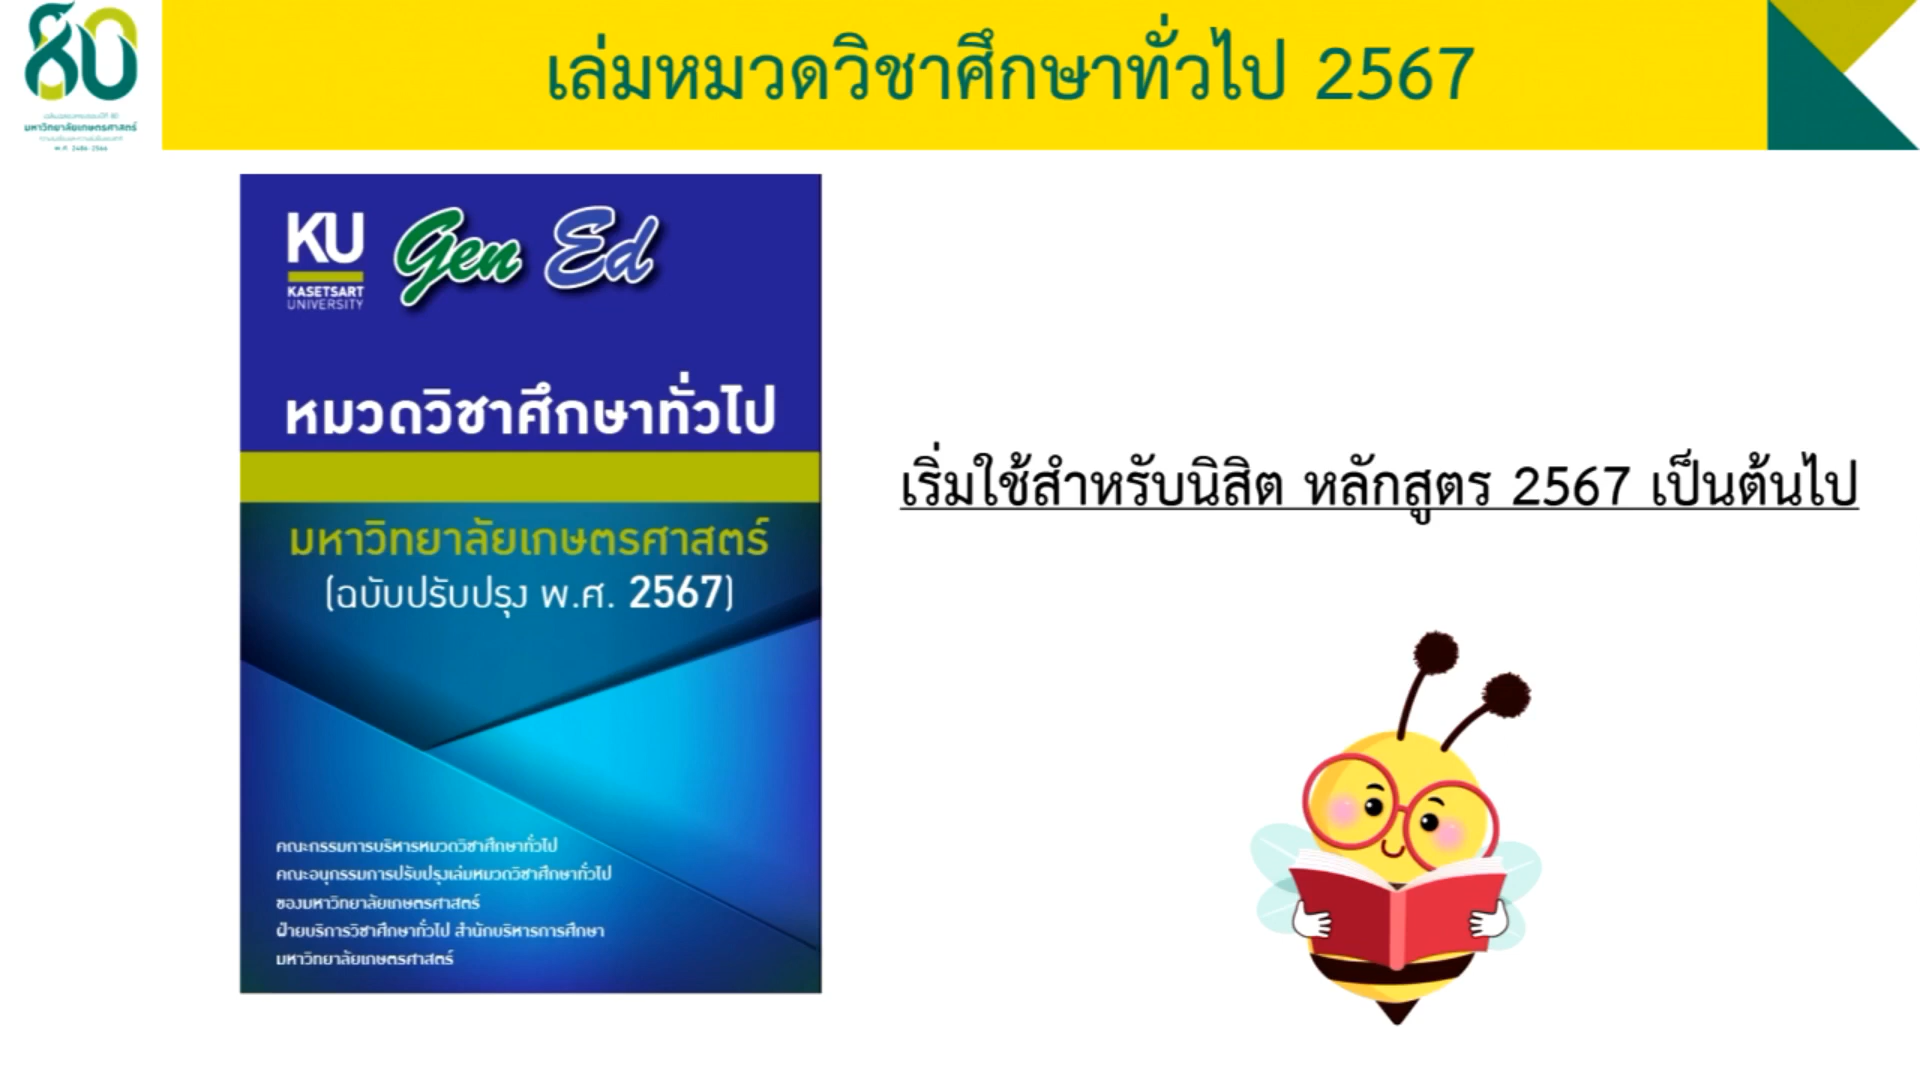 80
มหาวิทยาลัยเกษตรศาสตร์
พ.ศ. 2486-2566
เล่มหมวดวิชาศึกษาทั่วไป 2567
KU
KASETSART
UNIVERSITY
Gen Ed
หมวดวิชาศึกษาทั่วไป
มหาวิทยาลัยเกษตรศาสตร์
(ฉบับปรับปรุง พ.ศ. 2567)
คณะกรรมการบริหารหมวดวิชาศึกษาทั่วไป
คณะอนุกรรมการปรับปรุงเล่มหมวดวิชาศึกษาทั่วไป
ของมหาวิทยาลัยเกษตรศาสตร์
ฝ่ายบริการวิชาศึกษาทั่วไป สำนักบริหารการศึกษา
มหาวิทยาลัยเกษตรศาสตร์
เริ่มใช้สำหรับนิสิต หลักสูตร 2567 เป็นต้นไป